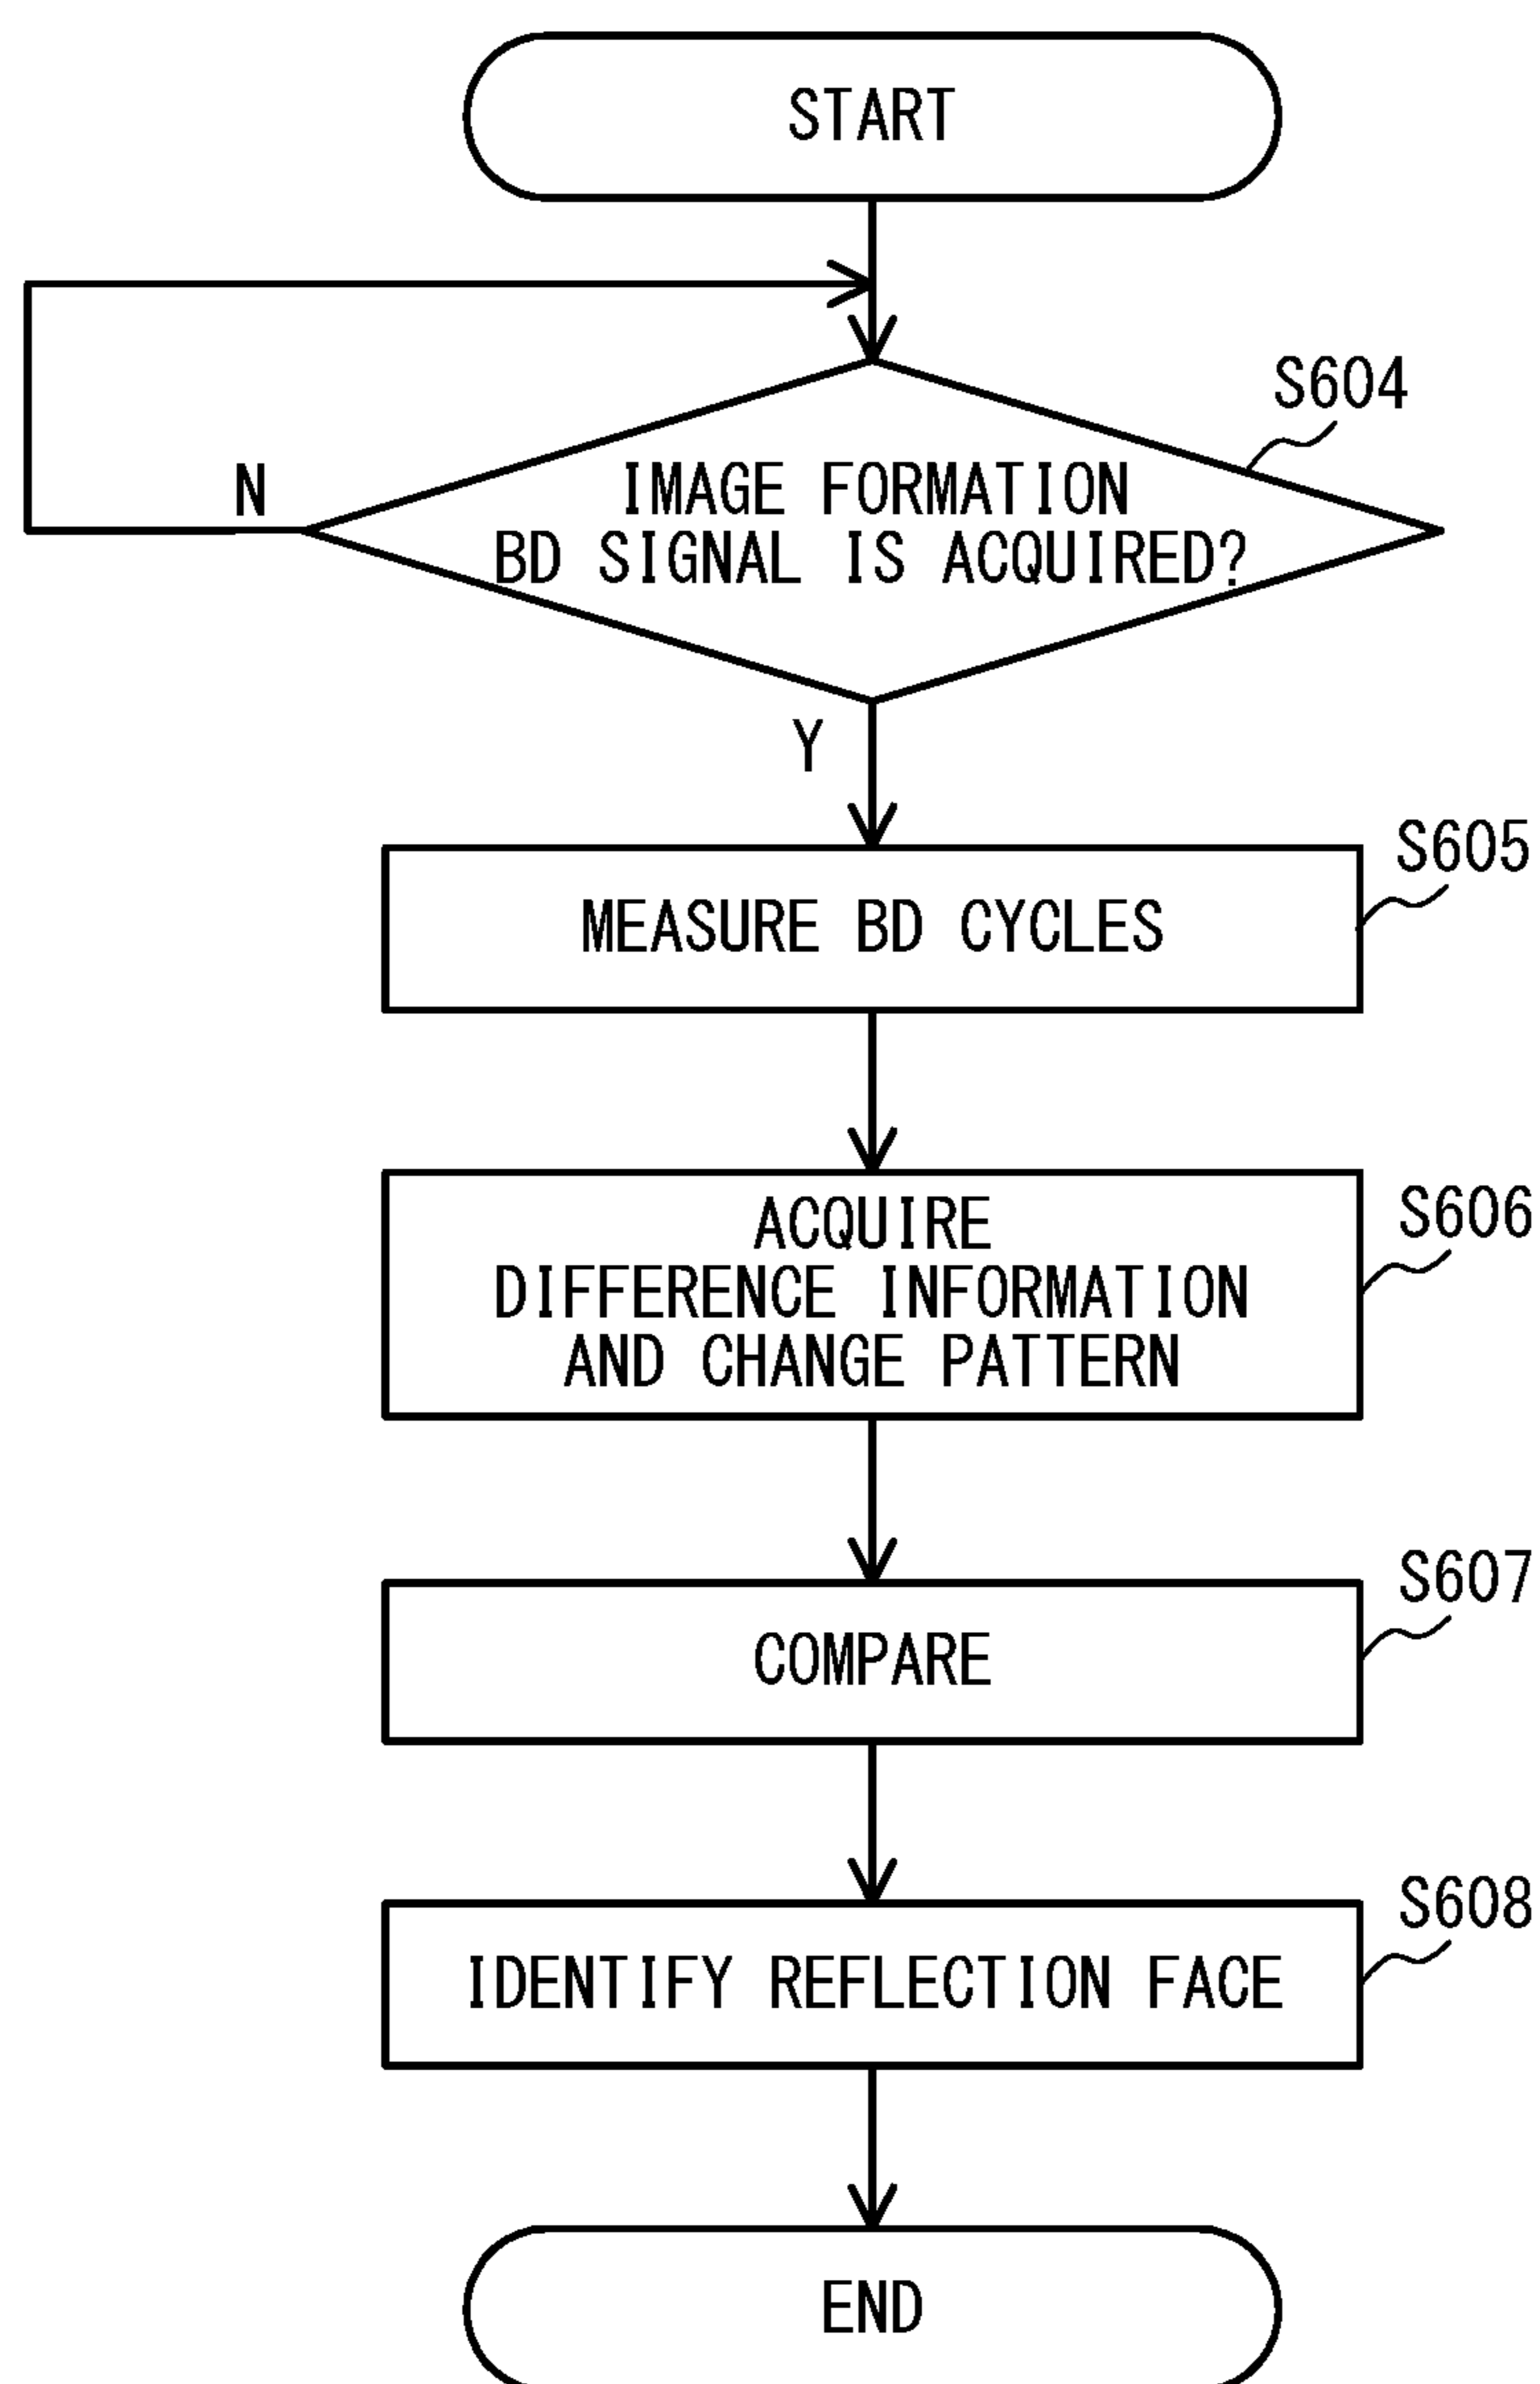 START
S604
N
IMAGE FORMATION
BD SIGNAL IS ACQUIRED?
Y
S605
MEASURE BD CYCLES
S606
ACQUIRE
DIFFERENCE INFORMATION
AND CHANGE PATTERN
S607
COMPARE
S608
IDENTIFY REFLECTION FACE
END